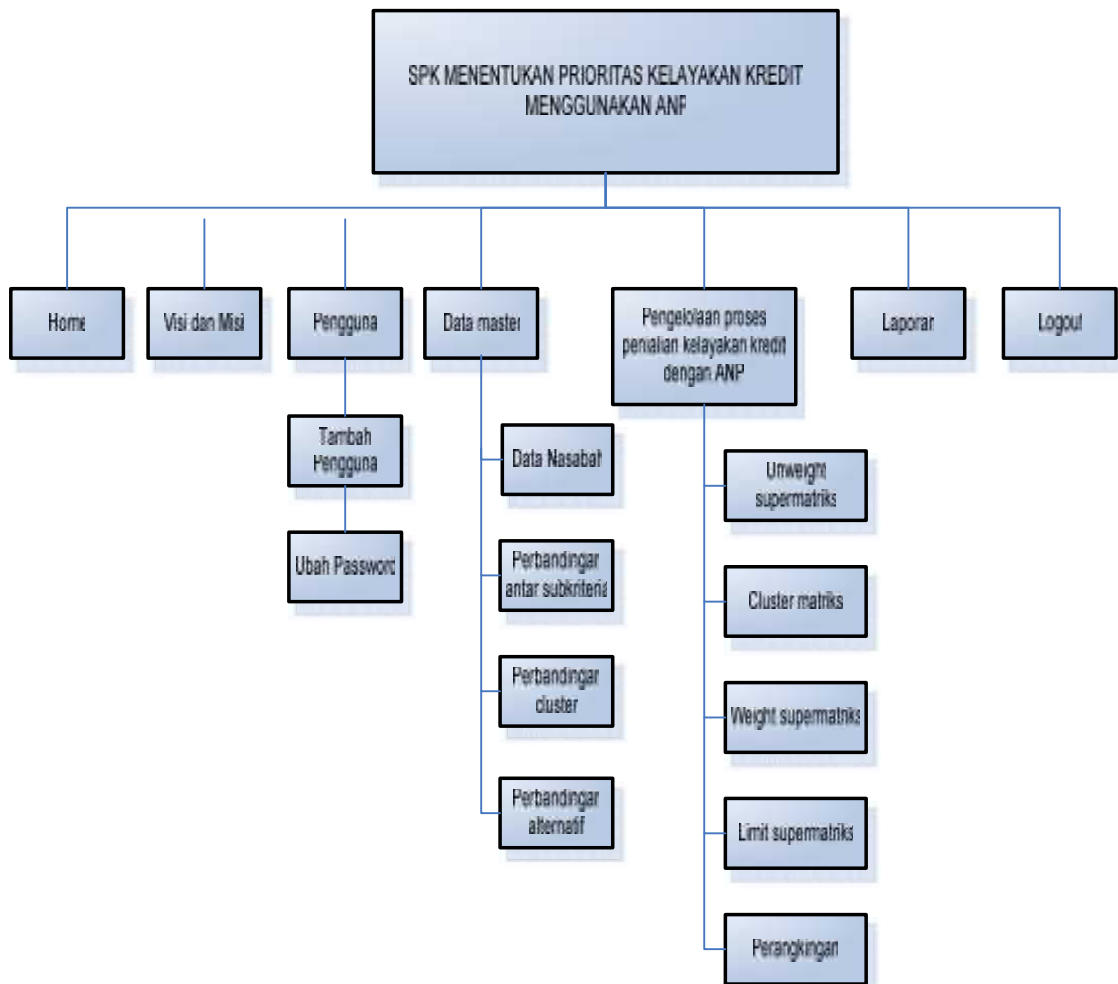 SPK MENENTUKAN PRIORITAS KELAYAKAN KREDIT
MENGGUNAKAN ANP
Home
Visi dan Misi
Pengguna
Data master
Pengelolaan proses
penialian kelayakan kredit
dengan ANP
Laporan
Logout
Tambah
Pengguna
Ubah Password
Data Nasabah
Perbandingan
antar subkriteria
Perbandingan
cluster
Perbandingan
alternatif
Unweight
supermatriks
Cluster matriks
Weight supermatriks
Limit supermatriks
Perangkingan